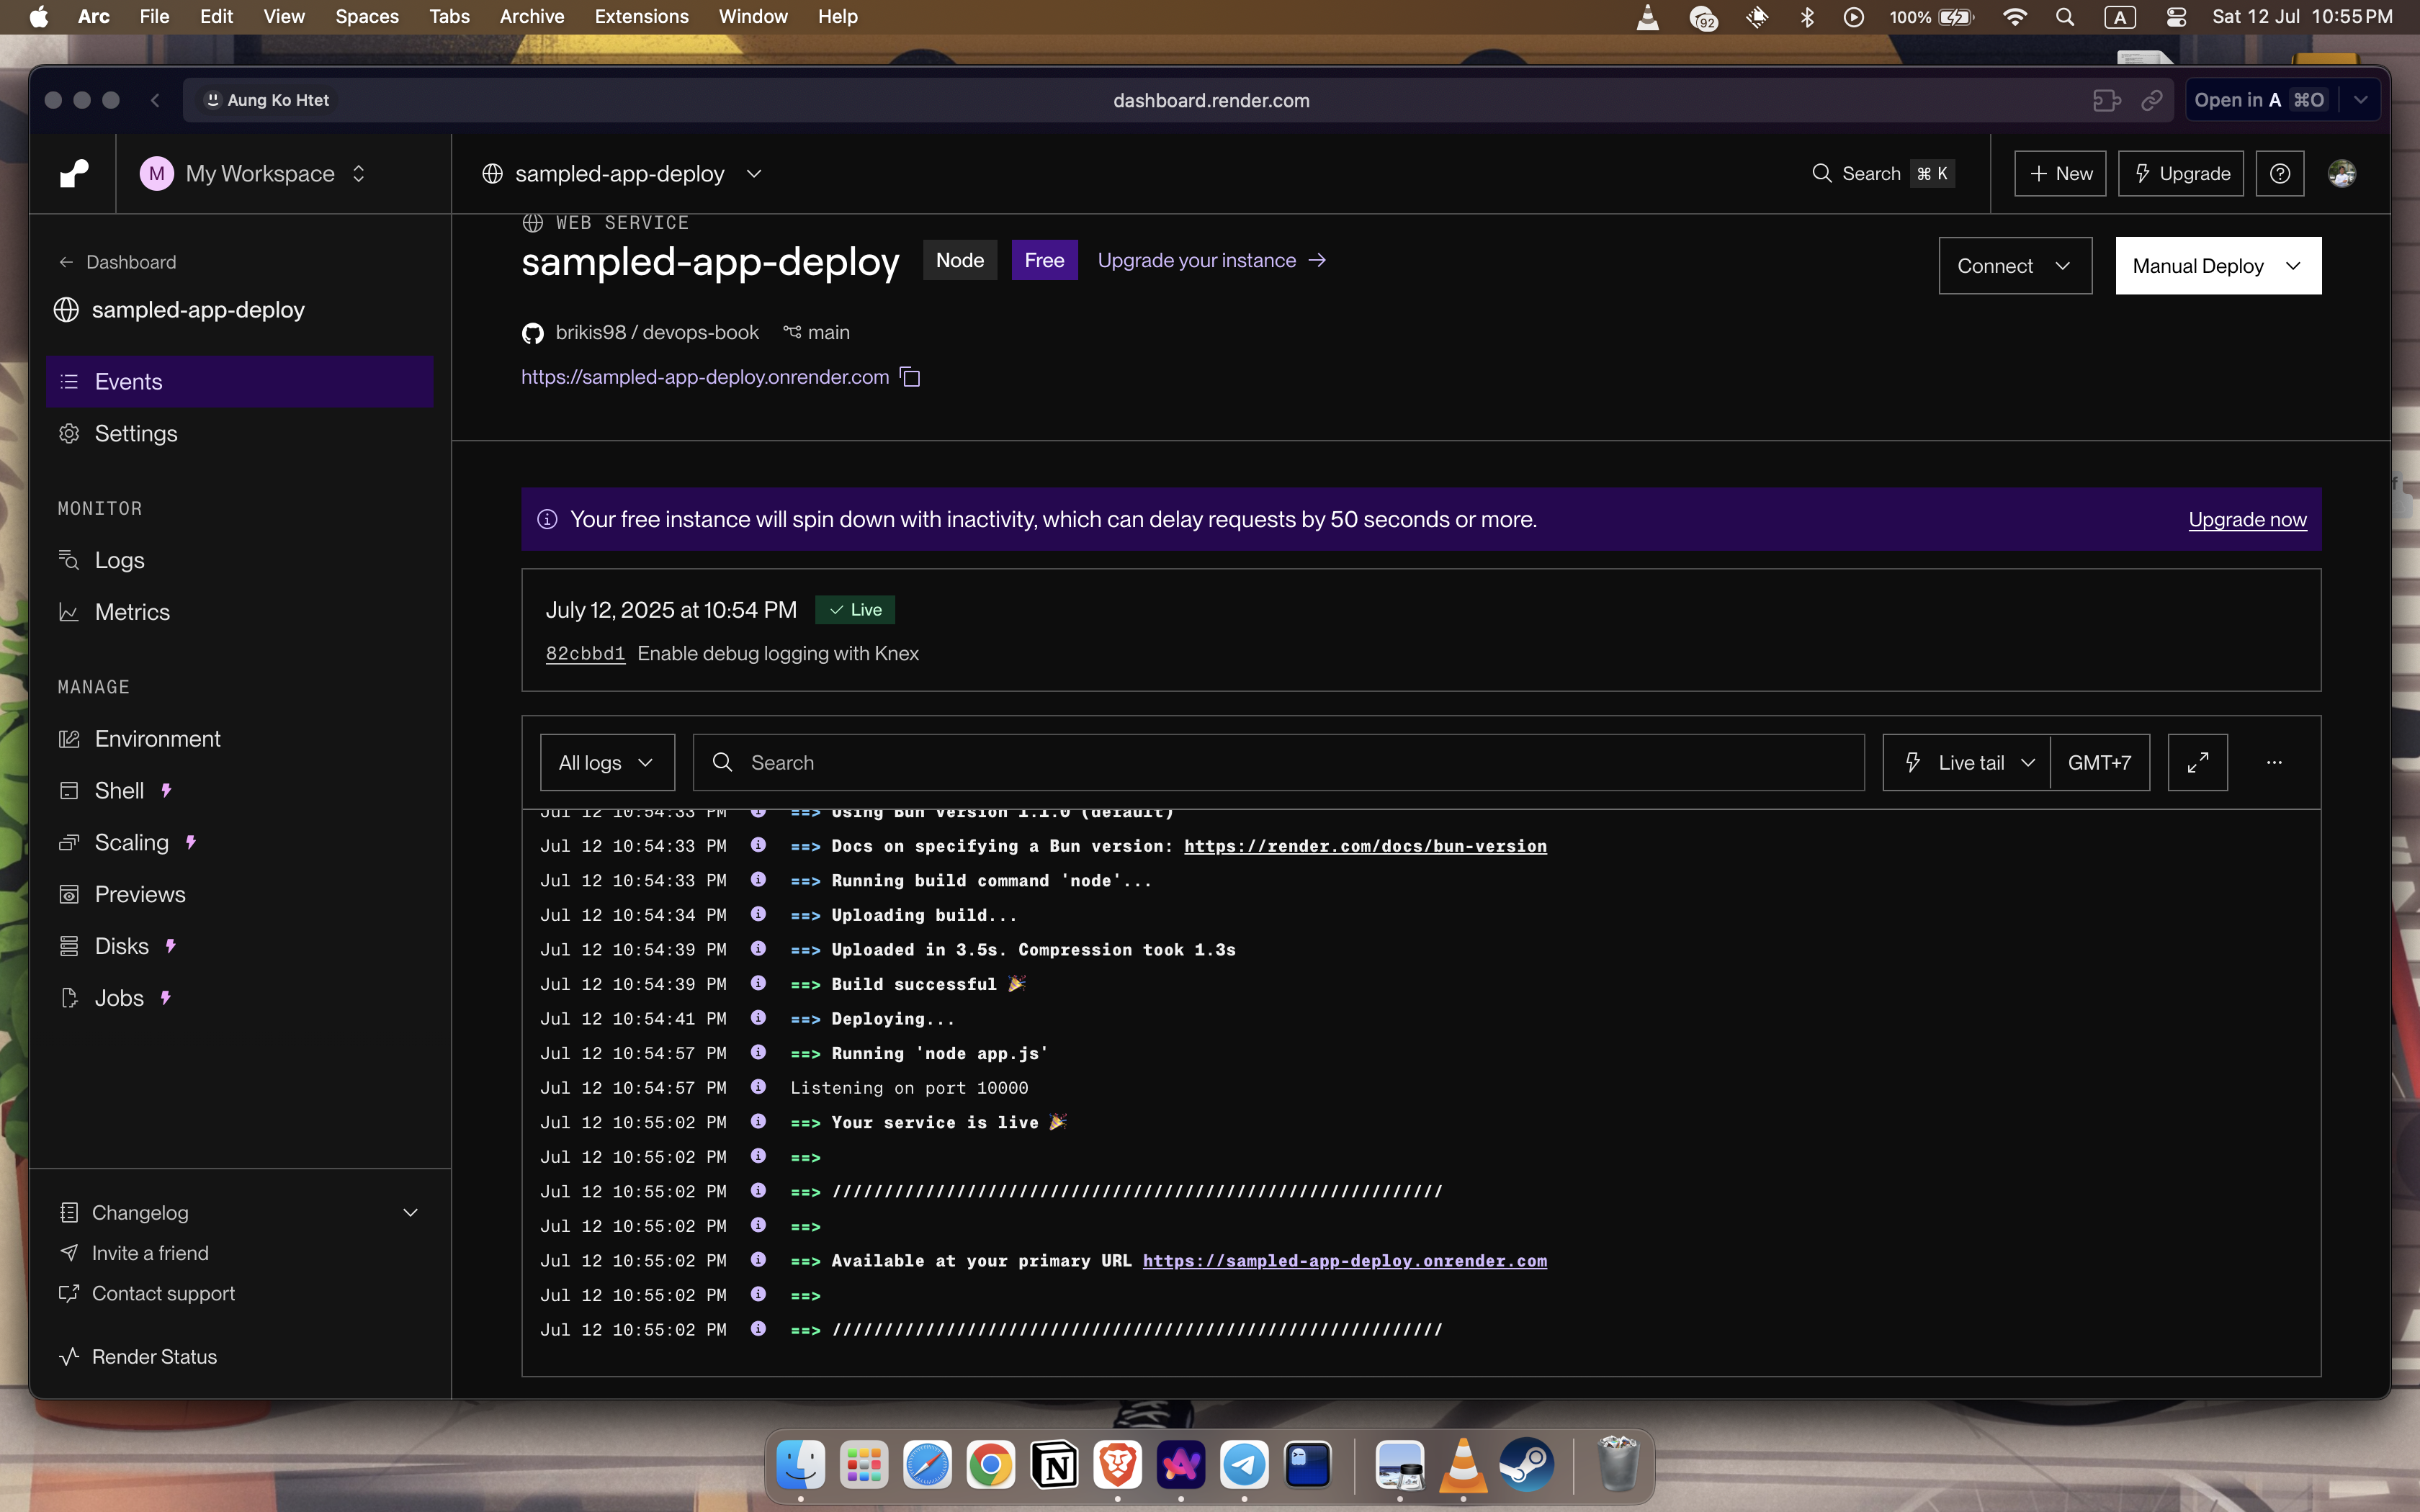 Arc File Edit View Spaces Tabs Archive Extensions Window Help 92 100% A Sat 12 Jul 10:55 PM
Aung Ko Htet dashboard.render.com Open in A ⌘O
M My Workspace sampled-app-deploy Search ⌘ K + New Upgrade
WEB SERVICE
sampled-app-deploy Node Free Upgrade your instance →
Connect Manual Deploy
brikis98 / devops-book main
https://sampled-app-deploy.onrender.com
← Dashboard
sampled-app-deploy
Events
Settings
MONITOR
Logs
Metrics
MANAGE
Environment
Shell
Scaling
Previews
Disks
Jobs
Changelog
Invite a friend
Contact support
Render Status
Your free instance will spin down with inactivity, which can delay requests by 50 seconds or more. Upgrade now
July 12, 2025 at 10:54 PM ✓ Live
82cbbd1 Enable debug logging with Knex
All logs Search Live tail GMT+7 ...
Jul 12 10:54:33 PM ==> Using Bun version 1.1.0 (default)
Jul 12 10:54:33 PM ==> Docs on specifying a Bun version: https://render.com/docs/bun-version
Jul 12 10:54:33 PM ==> Running build command 'node'...
Jul 12 10:54:34 PM ==> Uploading build...
Jul 12 10:54:39 PM ==> Uploaded in 3.5s. Compression took 1.3s
Jul 12 10:54:39 PM ==> Build successful 🎉
Jul 12 10:54:41 PM ==> Deploying...
Jul 12 10:54:57 PM ==> Running 'node app.js'
Jul 12 10:54:57 PM Listening on port 10000
Jul 12 10:55:02 PM ==> Your service is live 🎉
Jul 12 10:55:02 PM ==>
Jul 12 10:55:02 PM ==> ///////////////////////////////////////////////////////////
Jul 12 10:55:02 PM ==>
Jul 12 10:55:02 PM ==> Available at your primary URL https://sampled-app-deploy.onrender.com
Jul 12 10:55:02 PM ==>
Jul 12 10:55:02 PM ==> ///////////////////////////////////////////////////////////